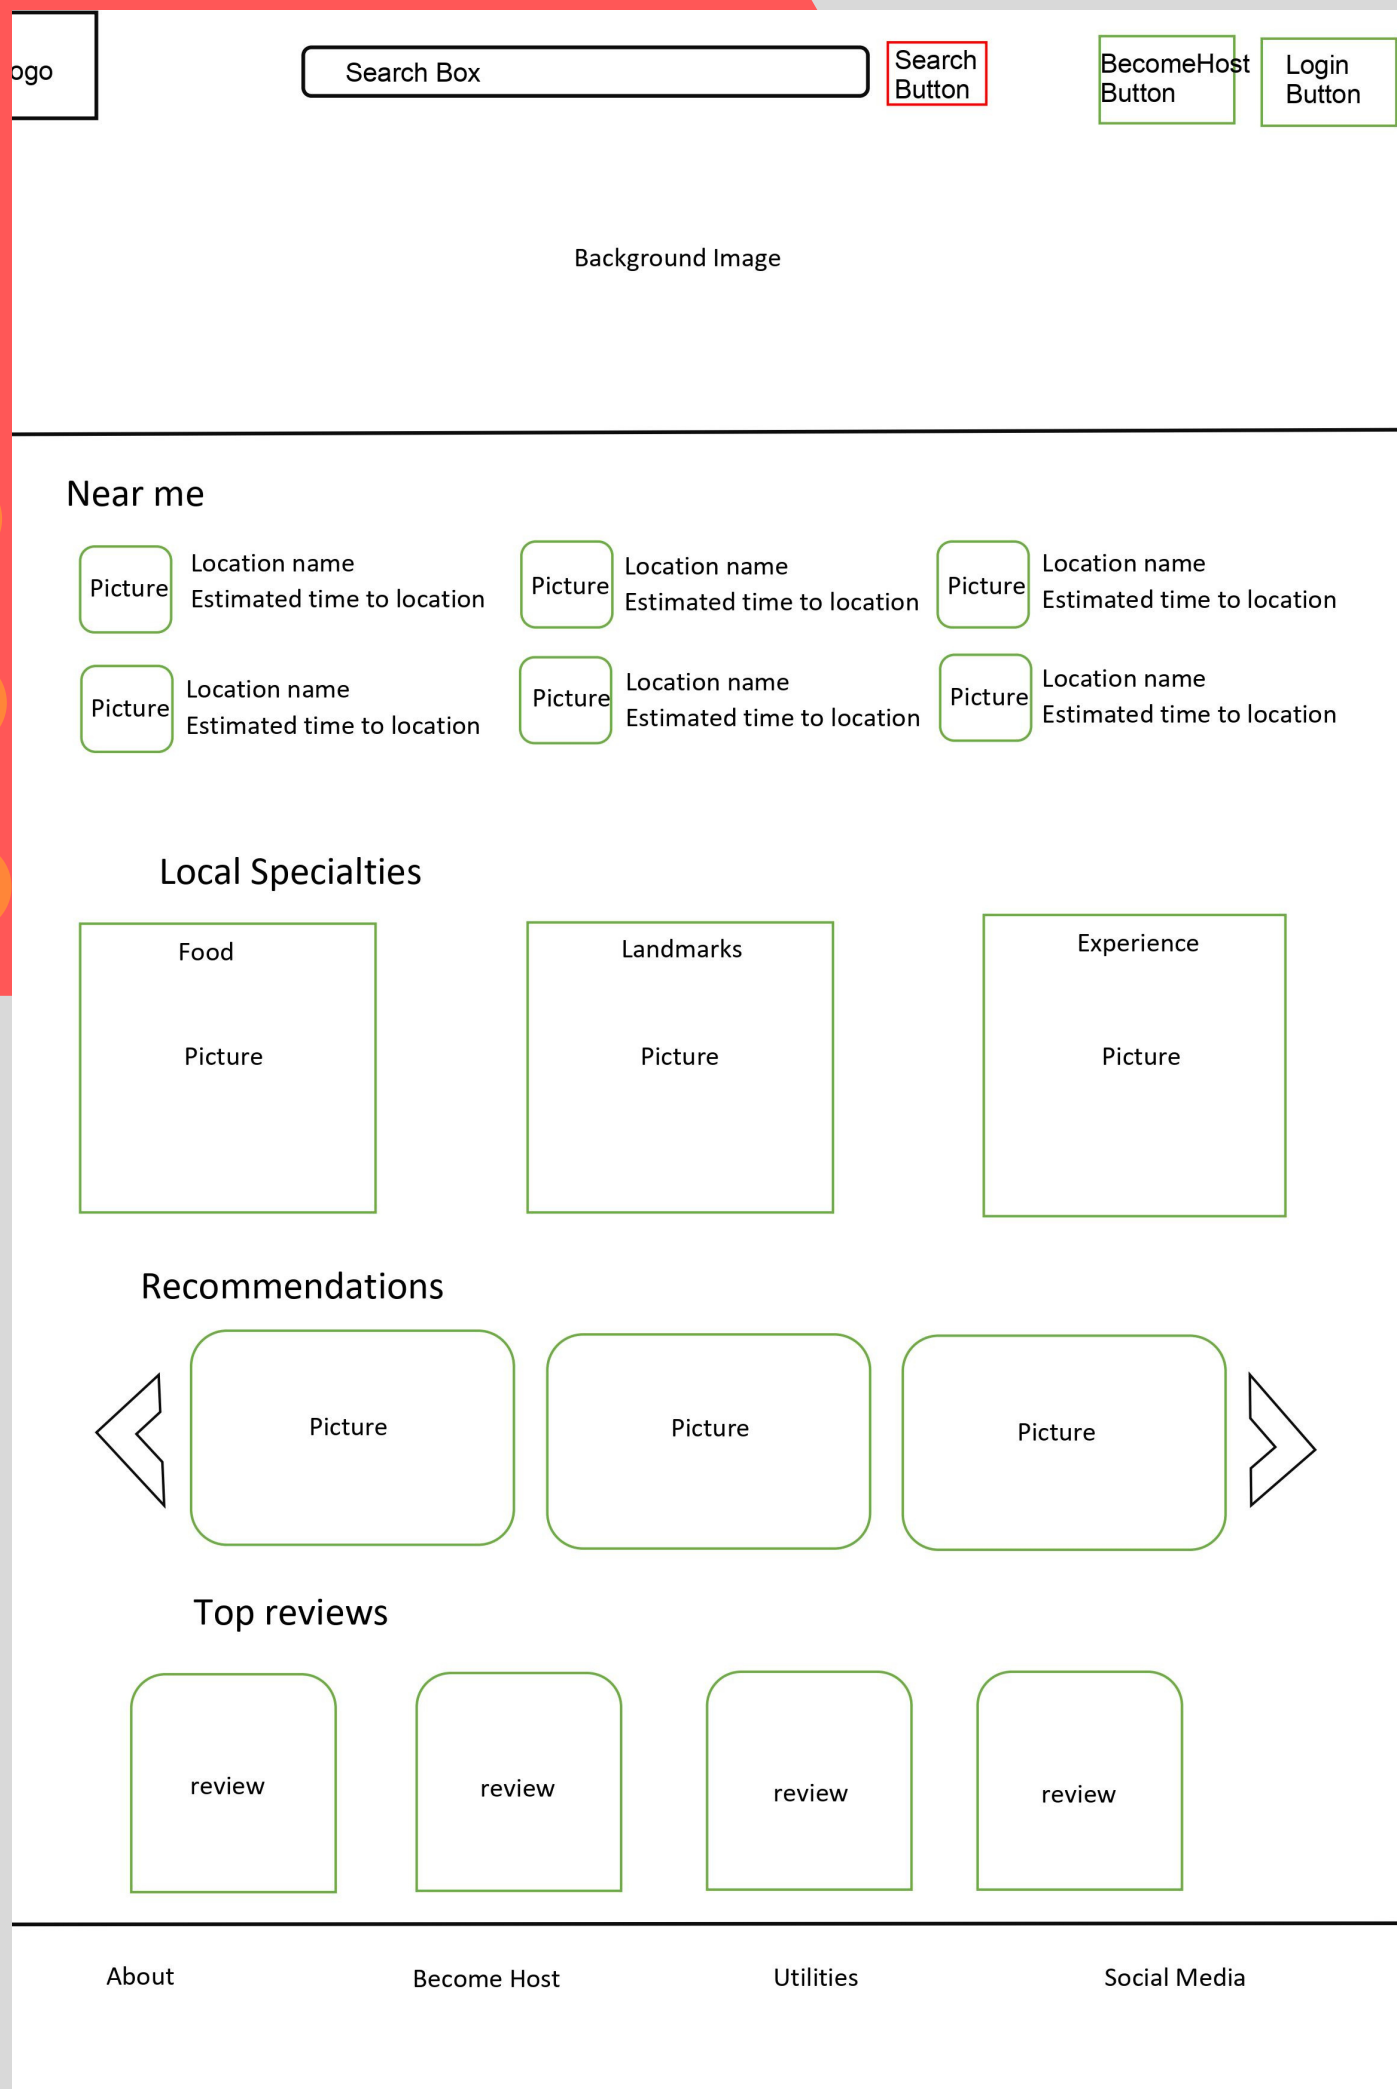 ogo
Search Box
Search
Button
BecomeHost
Button
Login
Button
Background Image
Near me
Picture
Location name
Estimated time to location
Picture
Location name
Estimated time to location
Picture
Location name
Estimated time to location
Picture
Location name
Estimated time to location
Picture
Location name
Estimated time to location
Picture
Location name
Estimated time to location
Local Specialties
Food
Picture
Landmarks
Picture
Experience
Picture
Recommendations
Picture
Picture
Picture
Top reviews
review
review
review
review
About
Become Host
Utilities
Social Media